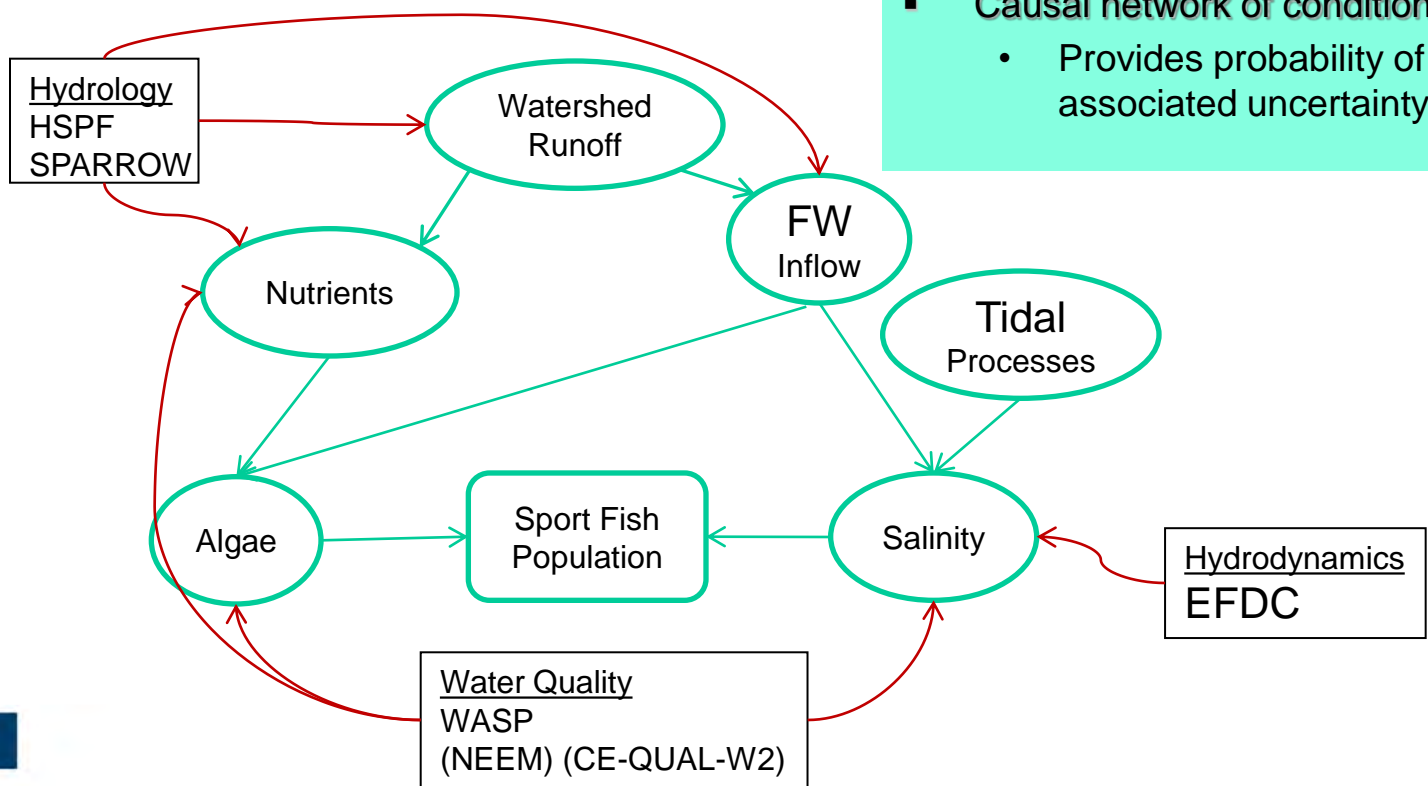 Causal network of condition
• Provides probability of
associated uncertainty
Hydrology
HSPF
SPARROW
Watershed
Runoff
FW
Inflow
Nutrients
Tidal
Processes
Algae
Sport Fish
Population
Salinity
Hydrodynamics
EFDC
Water Quality
WASP
(NEEM) (CE-QUAL-W2)